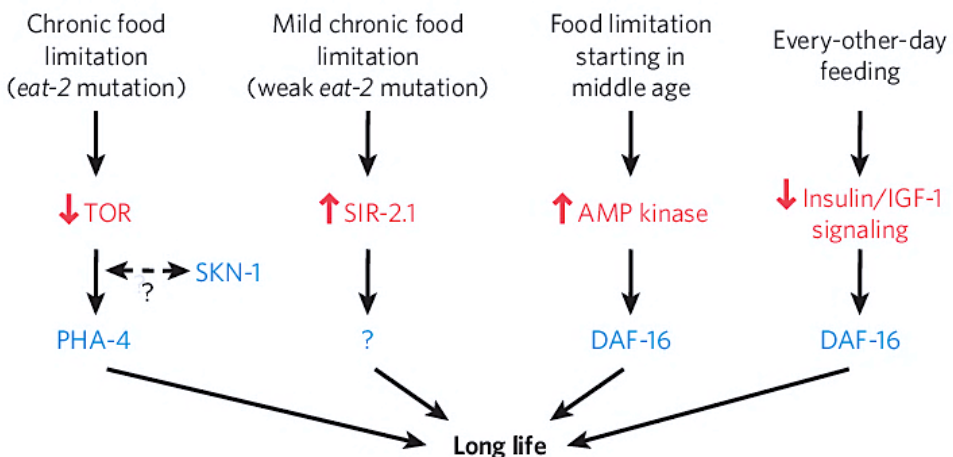 Chronic food
limitation
(eat-2 mutation)
Mild chronic food
limitation
(weak eat-2 mutation)
Food limitation
starting in
middle age
Every-other-day
feeding
↓ TOR
↑ SIR-2.1
↑ AMP kinase
↓ Insulin/IGF-1
signaling
SKN-1
?
PHA-4
?
DAF-16
DAF-16
Long life